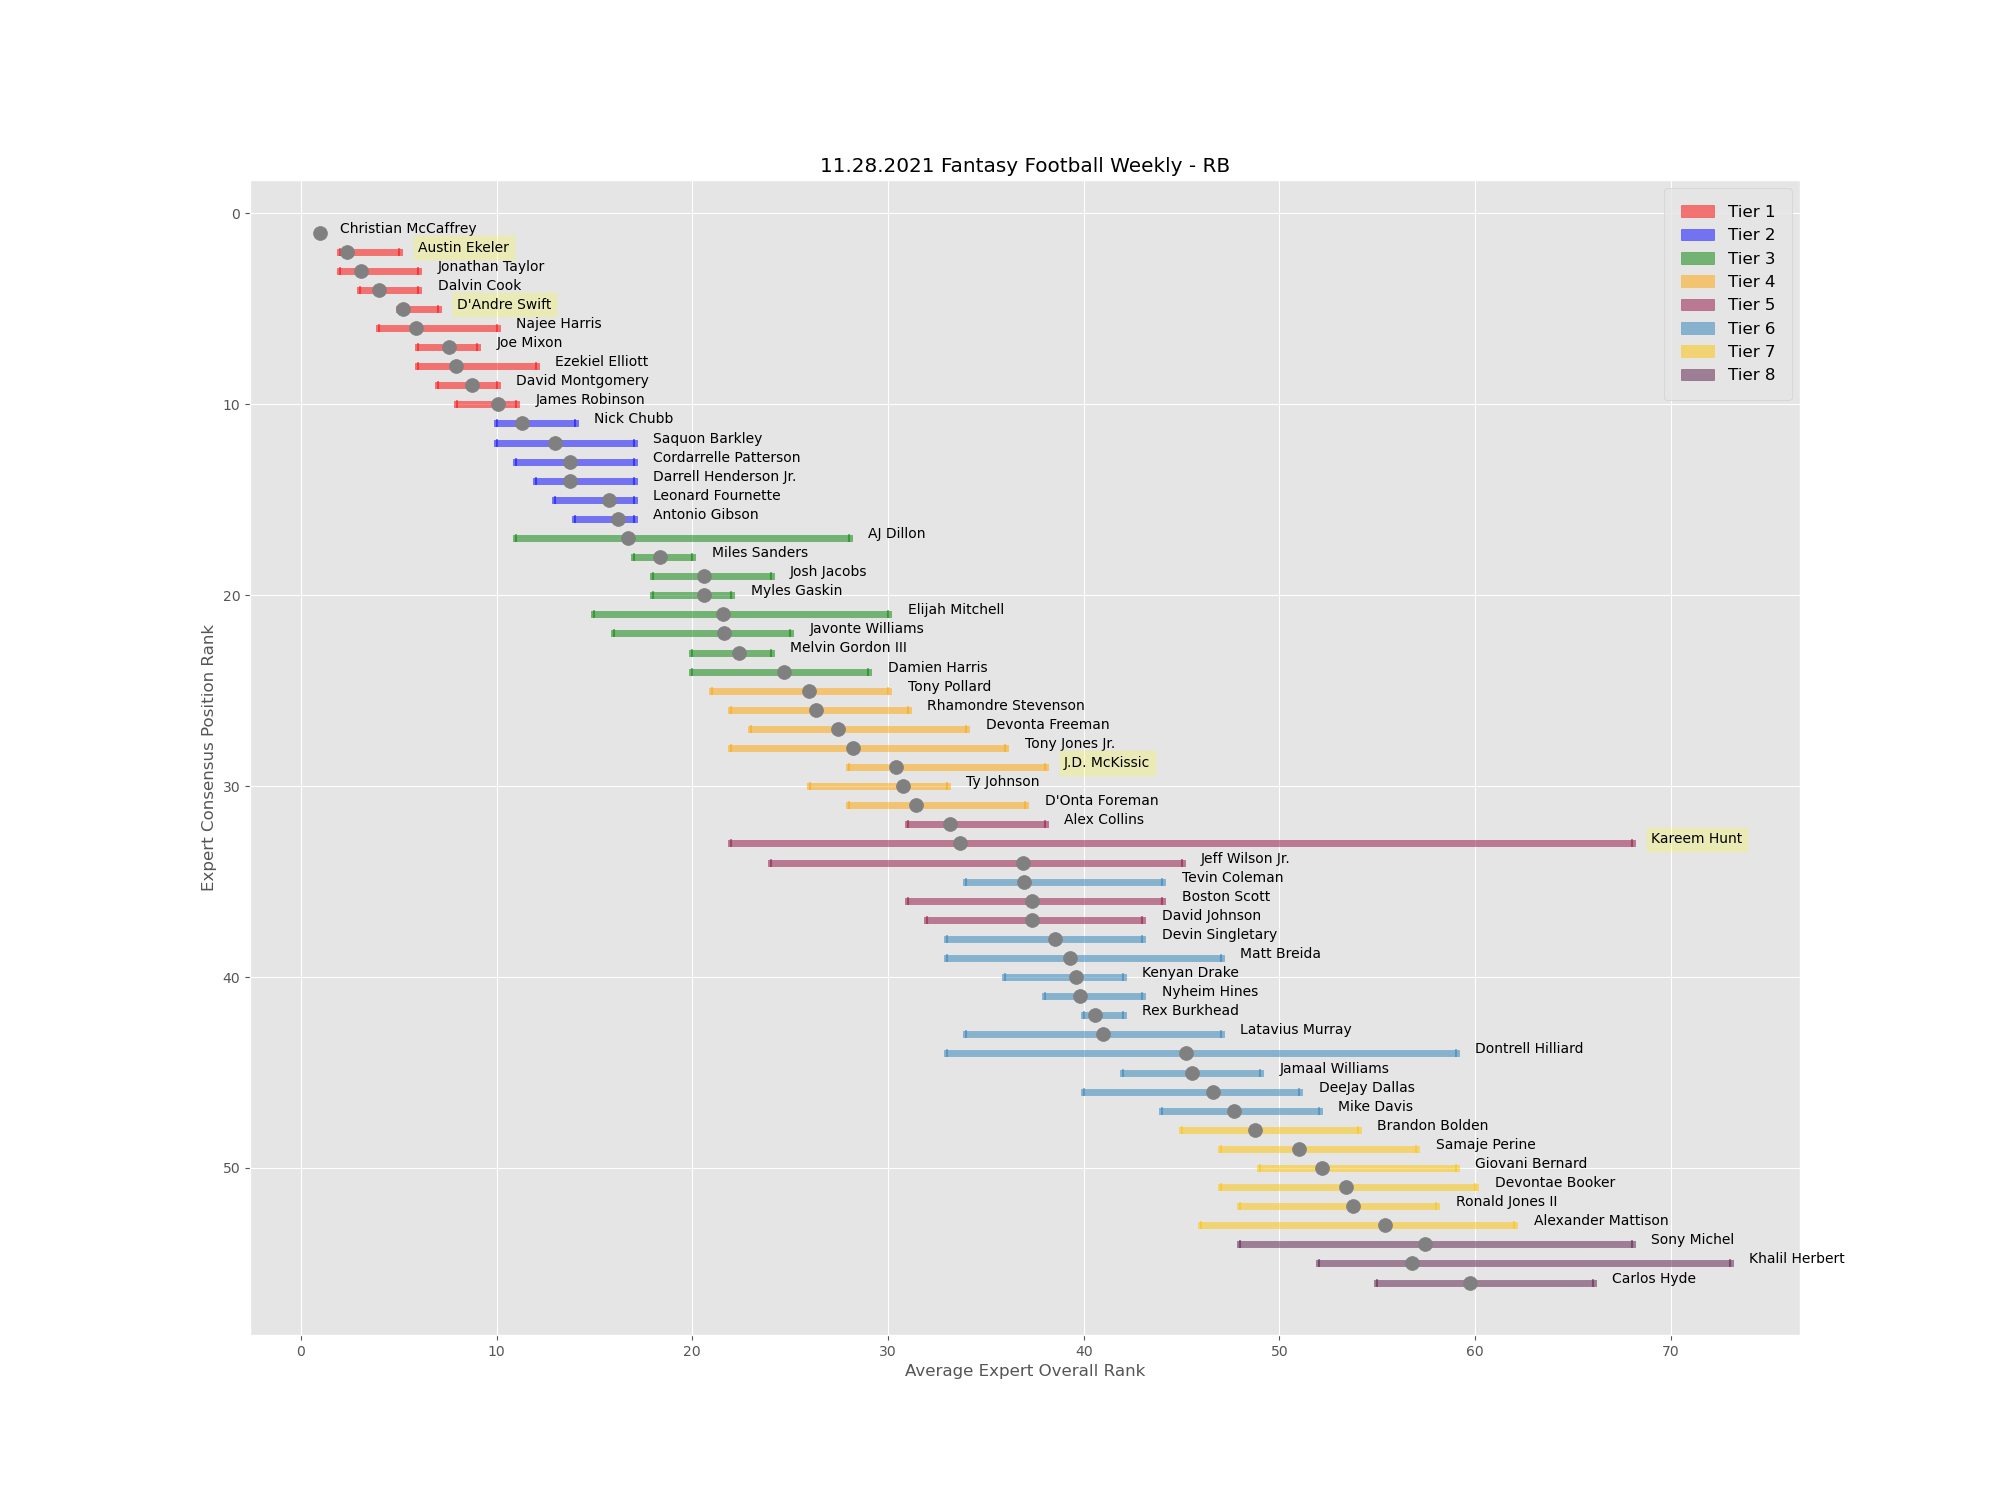 11.28.2021 Fantasy Football Weekly - RB
Tier 1
Tier 2
Tier 3
Tier 4
Tier 5
Tier 6
Tier 7
Tier 8
Christian McCaffrey
Austin Ekeler
Jonathan Taylor
Dalvin Cook
D'Andre Swift
Najee Harris
Joe Mixon
Ezekiel Elliott
David Montgomery
James Robinson
Nick Chubb
Saquon Barkley
Cordarrelle Patterson
Darrell Henderson Jr.
Leonard Fournette
Antonio Gibson
AJ Dillon
Miles Sanders
Josh Jacobs
Myles Gaskin
Elijah Mitchell
Javonte Williams
Melvin Gordon III
Damien Harris
Tony Pollard
Rhamondre Stevenson
Devonta Freeman
Tony Jones Jr.
J.D. McKissic
Ty Johnson
D'Onta Foreman
Alex Collins
Kareem Hunt
Jeff Wilson Jr.
Tevin Coleman
Boston Scott
David Johnson
Devin Singletary
Matt Breida
Kenyan Drake
Nyheim Hines
Rex Burkhead
Latavius Murray
Dontrell Hilliard
Jamaal Williams
DeeJay Dallas
Mike Davis
Brandon Bolden
Samaje Perine
Giovani Bernard
Devontae Booker
Ronald Jones II
Alexander Mattison
Sony Michel
Khalil Herbert
Carlos Hyde
0
10
20
30
40
50
Expert Consensus Position Rank
0 10 20 30 40 50 60 70
Average Expert Overall Rank